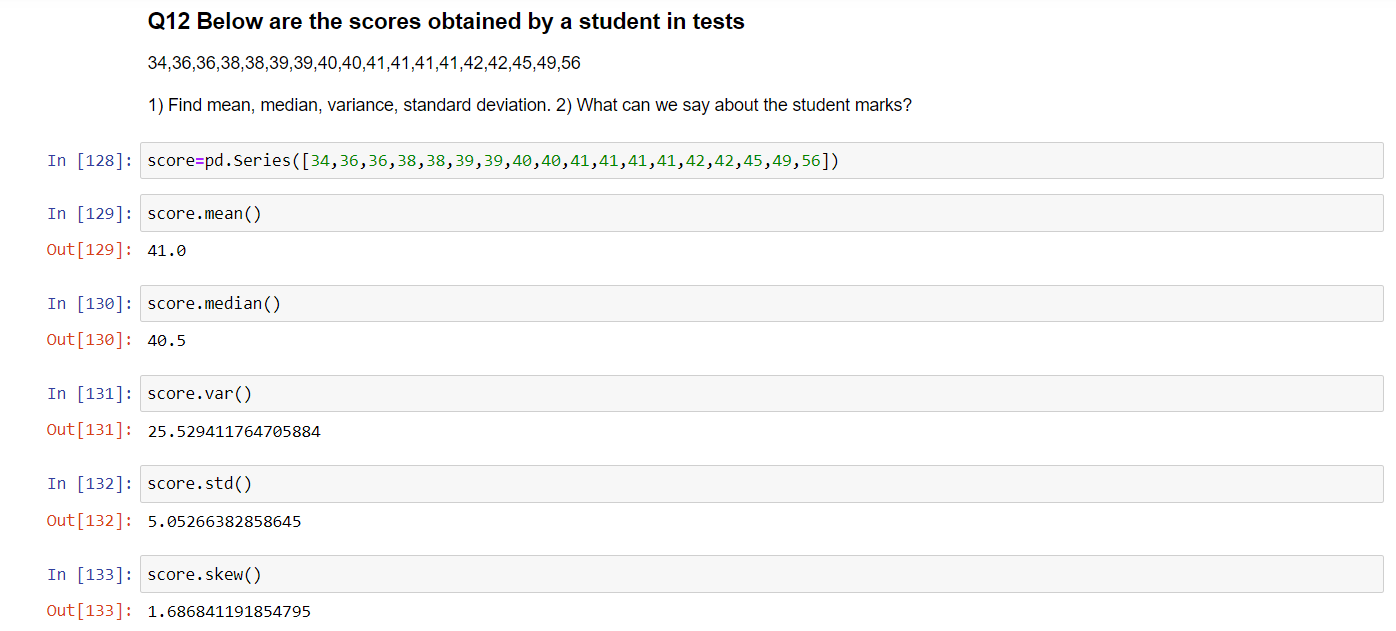 Q12 Below are the scores obtained by a student in tests
34,36,36,38,38,39,39,40,40,41,41,41,41,42,42,45,49,56
1) Find mean, median, variance, standard deviation. 2) What can we say about the student marks?
In [128]: score=pd.Series([34,36,36,38,38,39,39,40,40,41,41,41,41,42,42,45,49,56])
In [129]: score.mean()
Out[129]: 41.0
In [130]: score.median()
Out[130]: 40.5
In [131]: score.var()
Out[131]: 25.529411764705884
In [132]: score.std()
Out[132]: 5.05266382858645
In [133]: score.skew()
Out[133]: 1.686841191854795